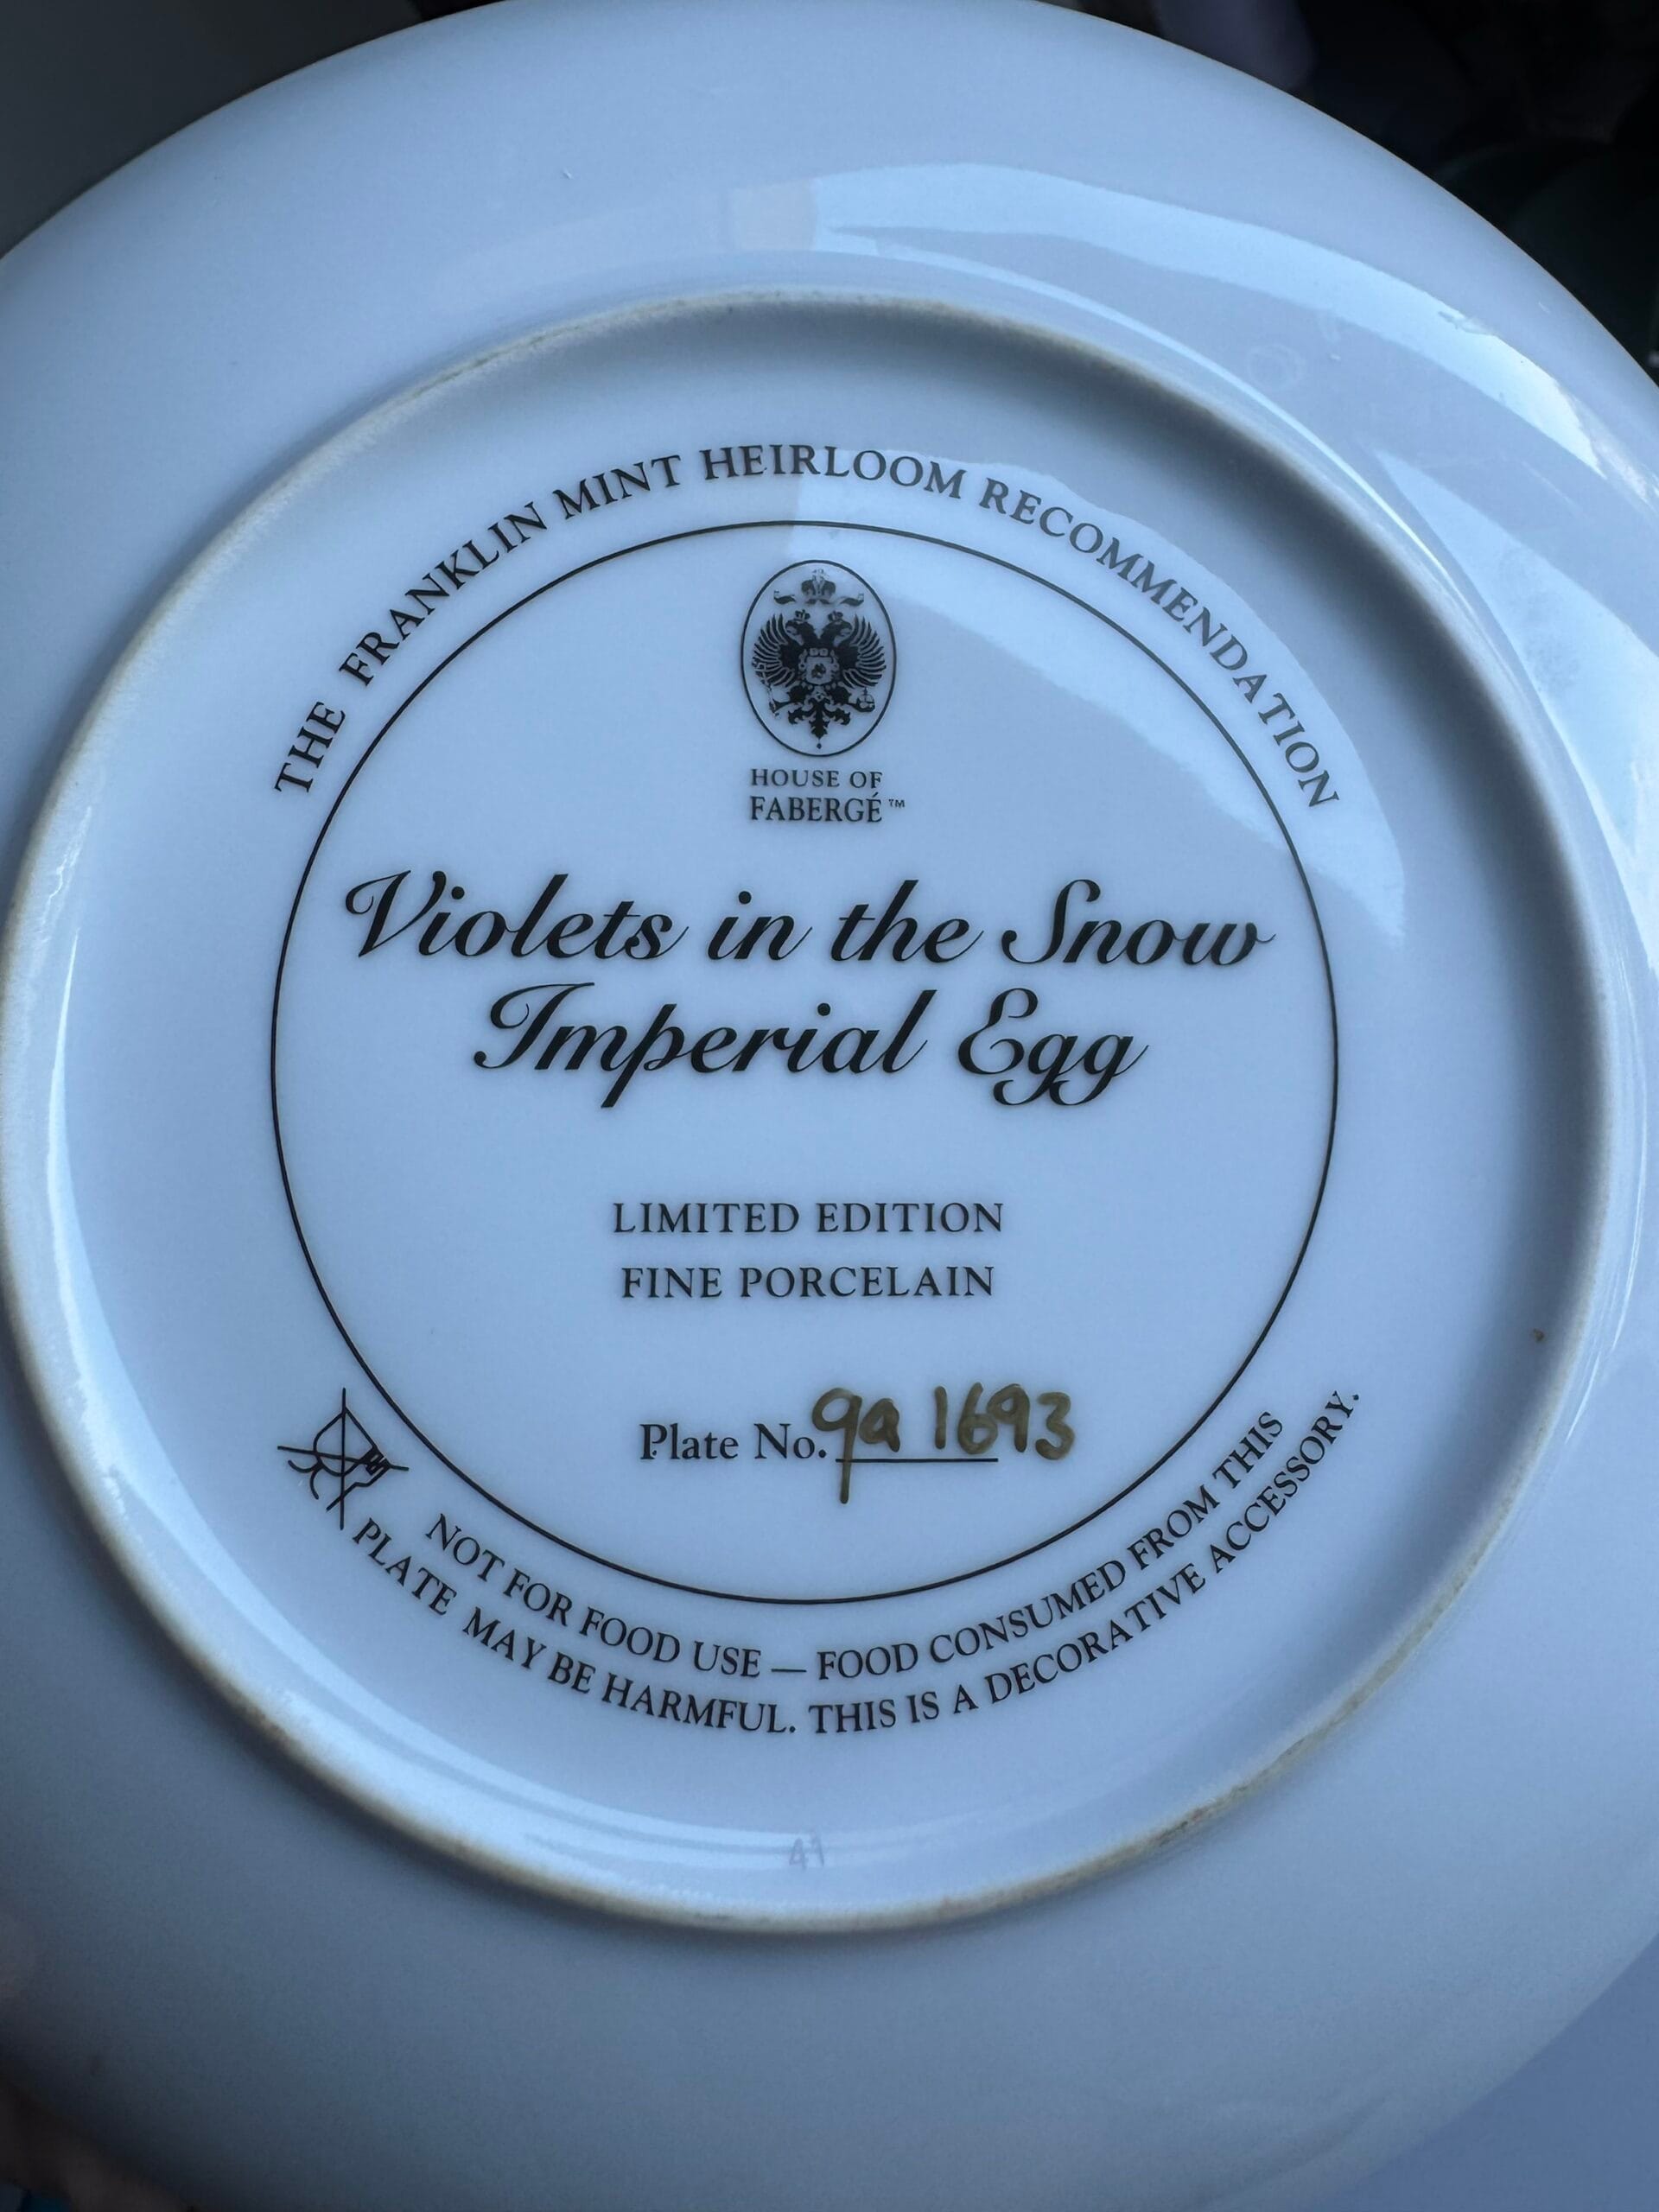 THE FRANKLIN MINT HEIRLOOM RECOMMENDATION
HOUSE OF
FABERGÉ™
Violets in the Snow
Imperial Egg
LIMITED EDITION
FINE PORCELAIN
Plate No. 9a 1693
NOT FOR FOOD USE — FOOD CONSUMED FROM THIS
PLATE MAY BE HARMFUL. THIS IS A DECORATIVE ACCESSORY.
41